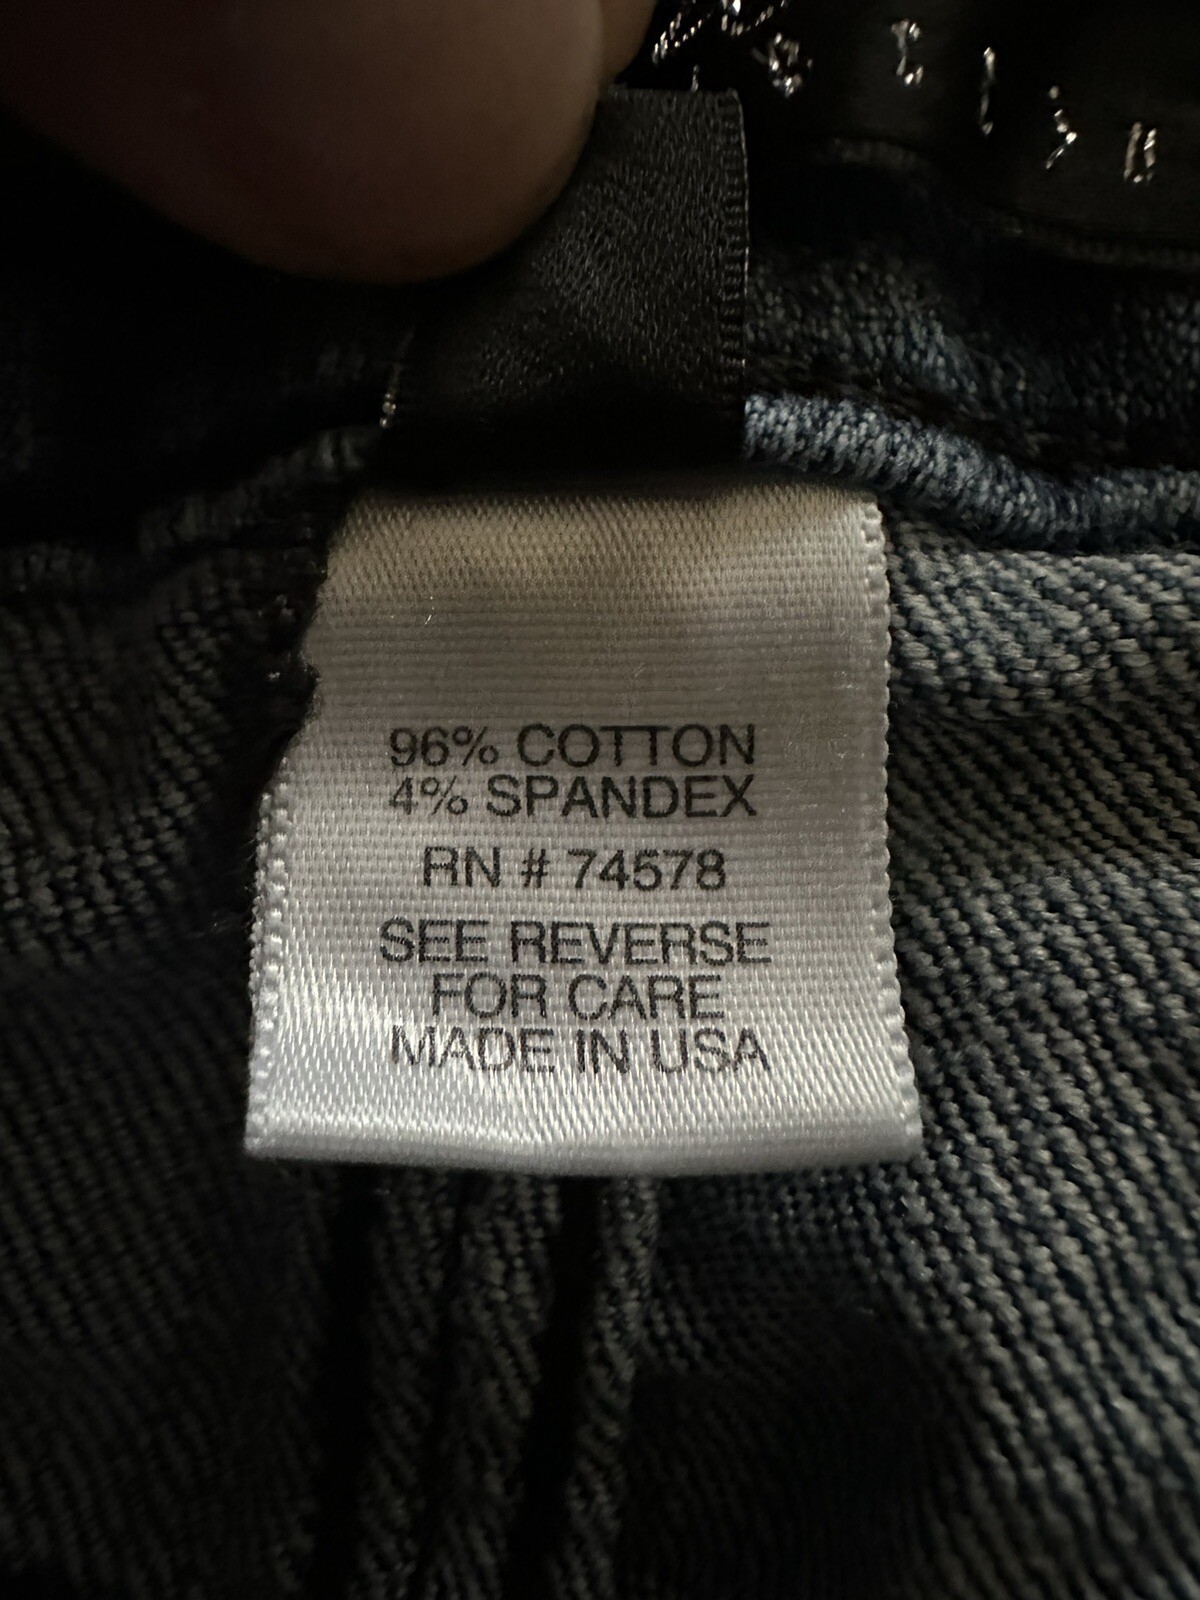 96% COTTON
4% SPANDEX
RN # 74578
SEE REVERSE
FOR CARE
MADE IN USA